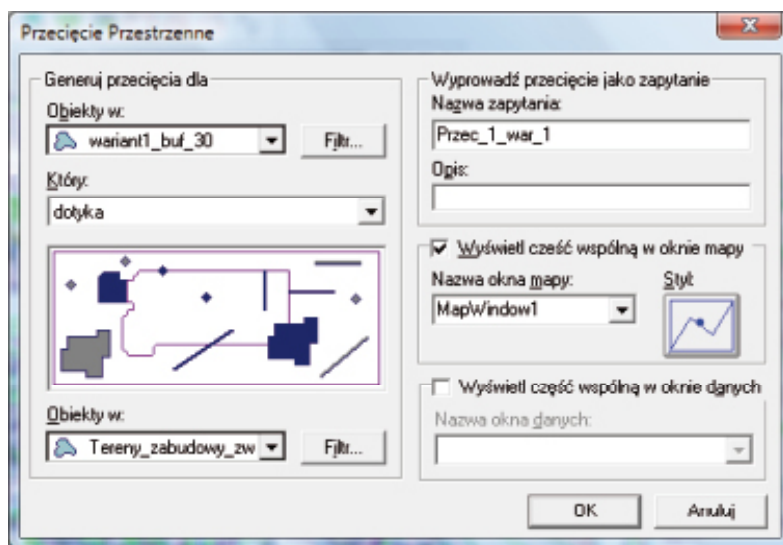 Przecięcie Przestrzenne
Generuj przecięcia dla
Obiekty w:
wariant1_buf_30
Filtr...
Który:
dotyka
Obiekty w:
Tereny_zabudowy_zw
Filtr...
Wyprowadź przecięcie jako zapytanie
Nazwa zapytania:
Przec_1_war_1
Opis:
Wyświetl cześć wspólną w oknie mapy
Nazwa okna mapy:
MapWindow1
Styl:
Wyświetl część wspólną w oknie danych
Nazwa okna danych:
OK
Anuluj